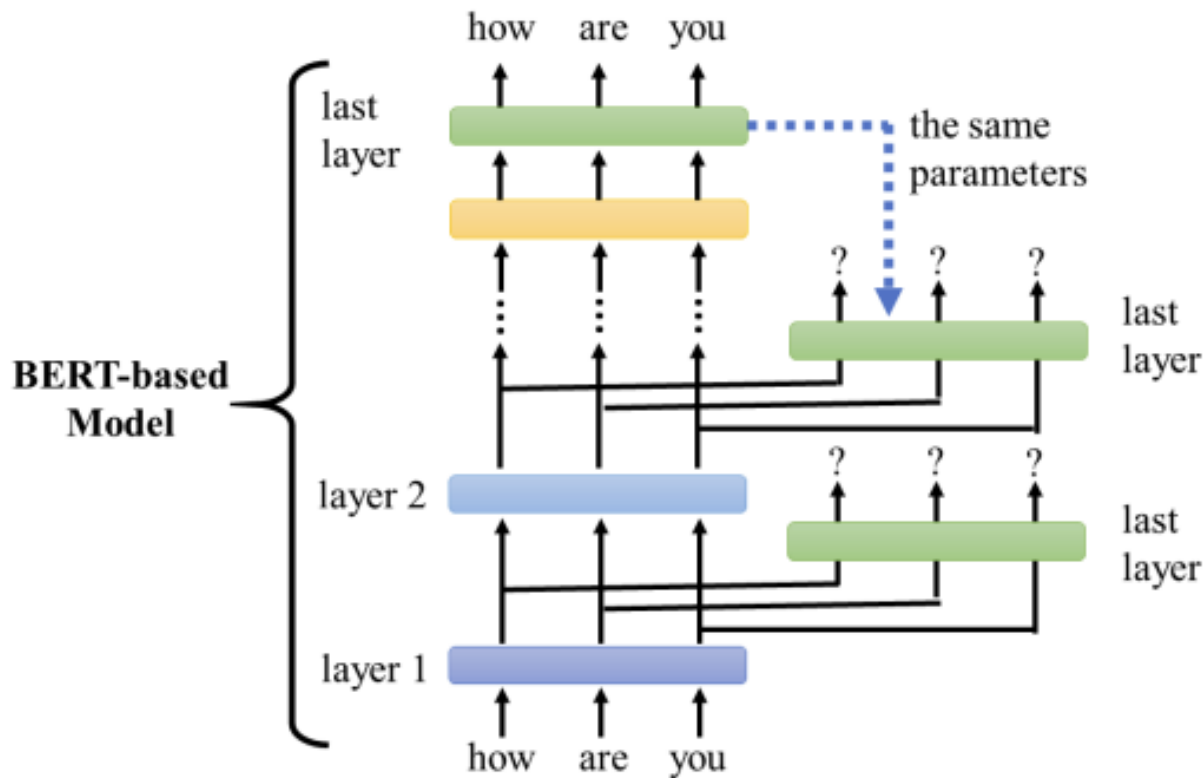 how are you
last
layer
the same
parameters
? ? ?
last
layer
BERT-based
Model
? ? ?
layer 2
last
layer
layer 1
how are you